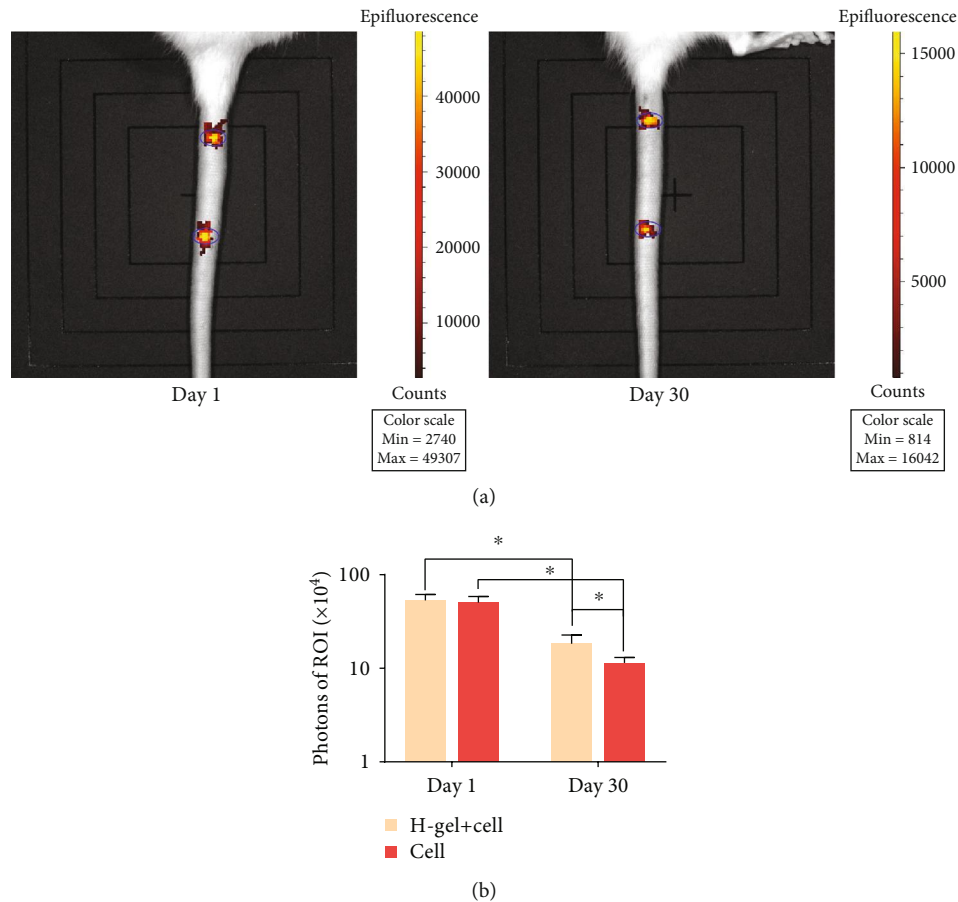 Epifluorescence
40000
30000
20000
10000
Counts
Color scale
Min = 2740
Max = 49307
Day 1
Epifluorescence
15000
10000
5000
Counts
Color scale
Min = 814
Max = 16042
Day 30
(a)
Photons of ROI (×10⁴)
100
10
1
*
*
*
Day 1 Day 30
H-gel+cell
Cell
(b)